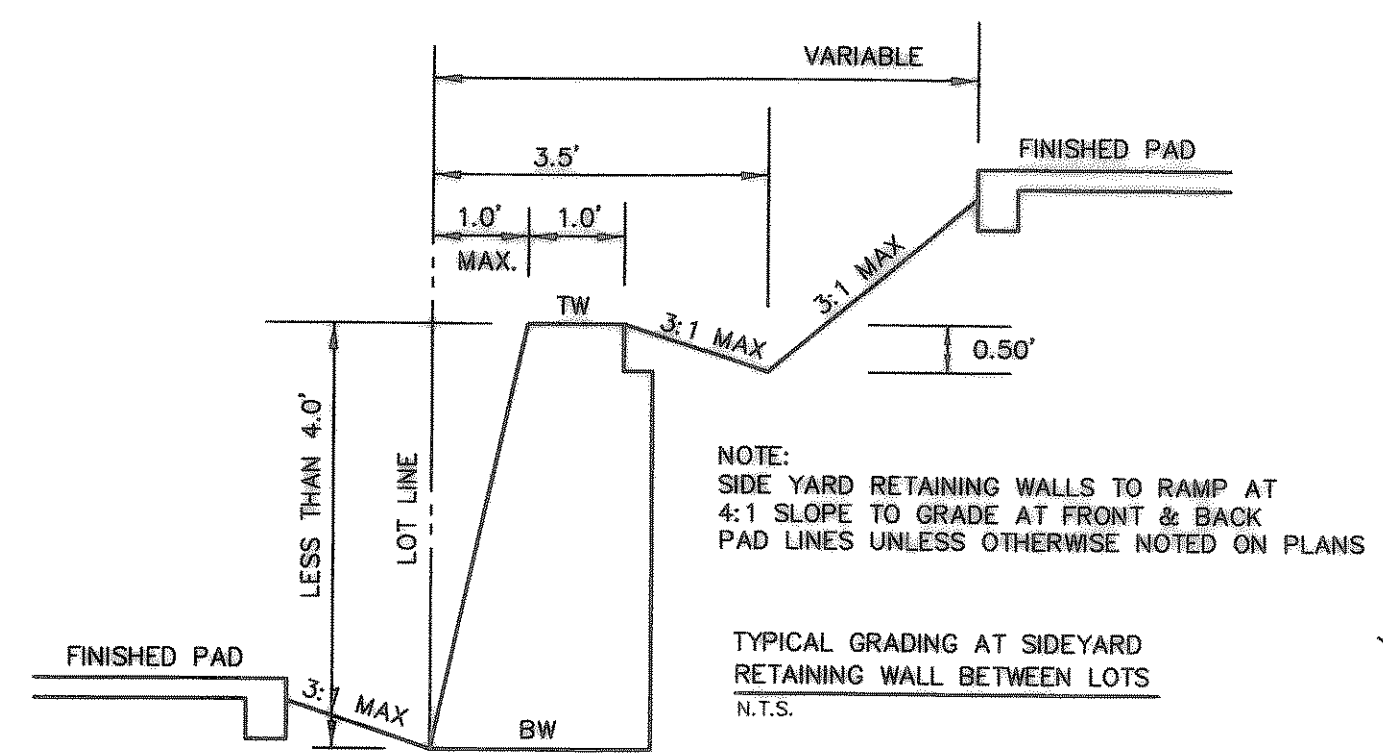 VARIABLE
FINISHED PAD
3.5'
1.0'
1.0'
MAX.
TW
3:1 MAX
3:1 MAX
0.50'
LESS THAN 4.0'
LOT LINE
NOTE:
SIDE YARD RETAINING WALLS TO RAMP AT
4:1 SLOPE TO GRADE AT FRONT & BACK
PAD LINES UNLESS OTHERWISE NOTED ON PLANS
FINISHED PAD
3:1 MAX
BW
TYPICAL GRADING AT SIDEYARD
RETAINING WALL BETWEEN LOTS
N.T.S.